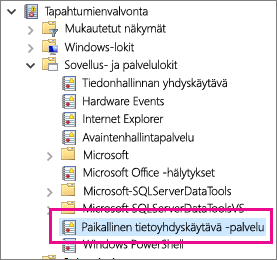 Tapahtumienvalvonta
Mukautetut näkymät
Windows-lokit
Sovellus- ja palvelulokit
Tiedonhallinnan yhdyskäytävä
Hardware Events
Internet Explorer
Avaintenhallintapalvelu
Microsoft
Microsoft Office -hälytykset
Microsoft-SQLServerDataTools
Microsoft-SQLServerDataToolsVS
Paikallinen tietoyhdyskäytävä -palvelu
Windows PowerShell